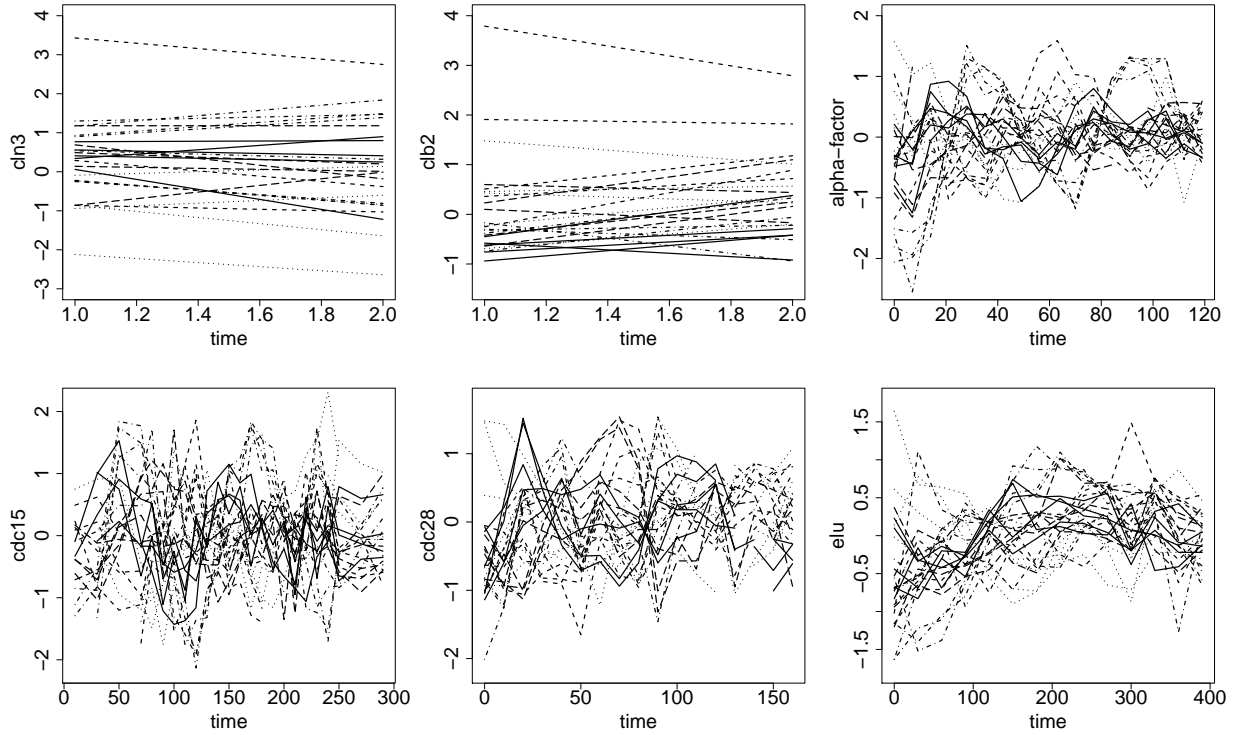 cln3
4
3
2
1
0
−1
−2
−3
1.0 1.2 1.4 1.6 1.8 2.0
time
clb2
4
3
2
1
0
−1
1.0 1.2 1.4 1.6 1.8 2.0
time
alpha−factor
2
1
0
−1
−2
0 20 40 60 80 100 120
time
cdc15
2
1
0
−1
−2
0 50 100 150 200 250 300
time
cdc28
1
0
−1
−2
0 50 100 150
time
elu
1.5
0.5
−0.5
−1.5
0 100 200 300 400
time